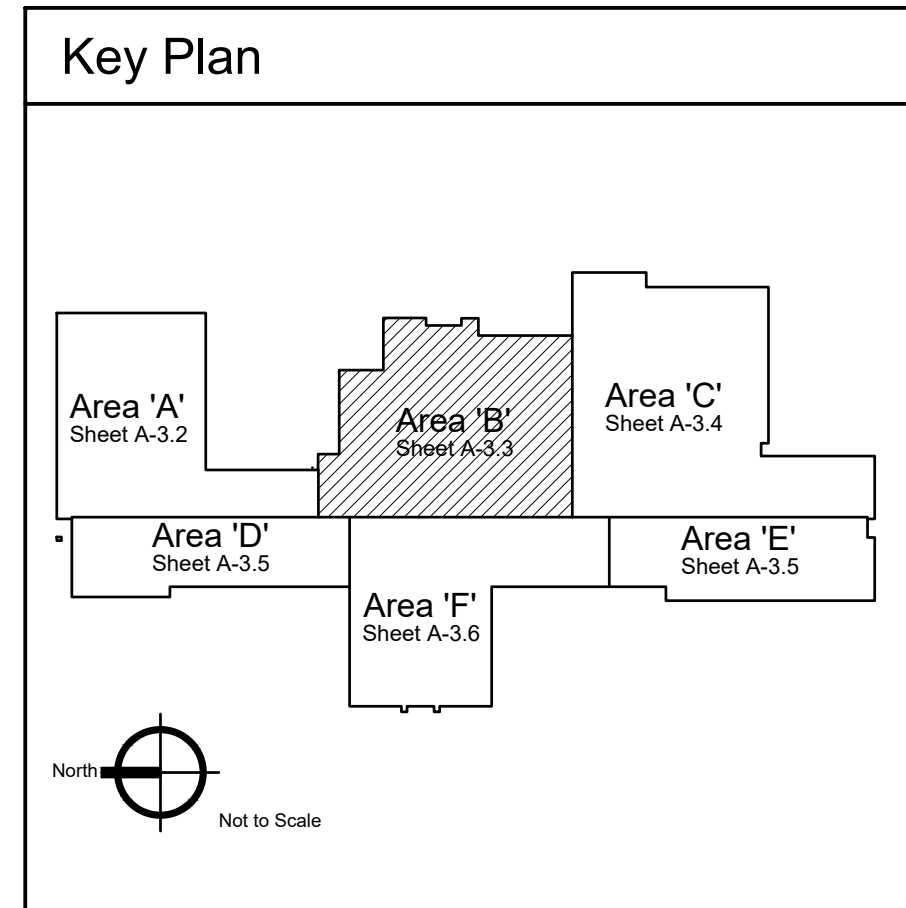 Key Plan
Area 'A'
Sheet A-3.2
Area 'B'
Sheet A-3.3
Area 'C'
Sheet A-3.4
Area 'D'
Sheet A-3.5
Area 'E'
Sheet A-3.5
Area 'F'
Sheet A-3.6
North
Not to Scale